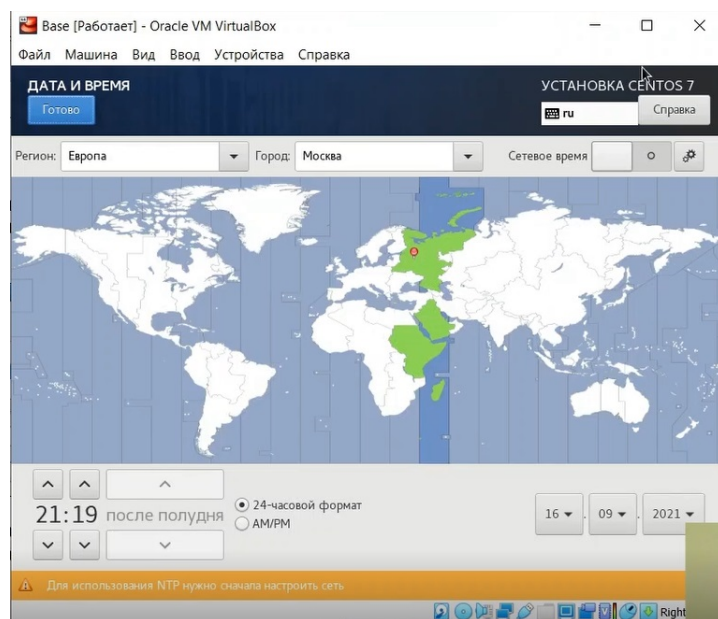 Base [Работает] - Oracle VM VirtualBox
Файл Машина Вид Ввод Устройства Справка
ДАТА И ВРЕМЯ
УСТАНОВКА CENTOS 7
Готово
ru
Справка
Регион: Европа Город: Москва Сетевое время
21:19 после полудня
24-часовой формат
AM/PM
16 . 09 . 2021
Для использования NTP нужно сначала настроить сеть
Right